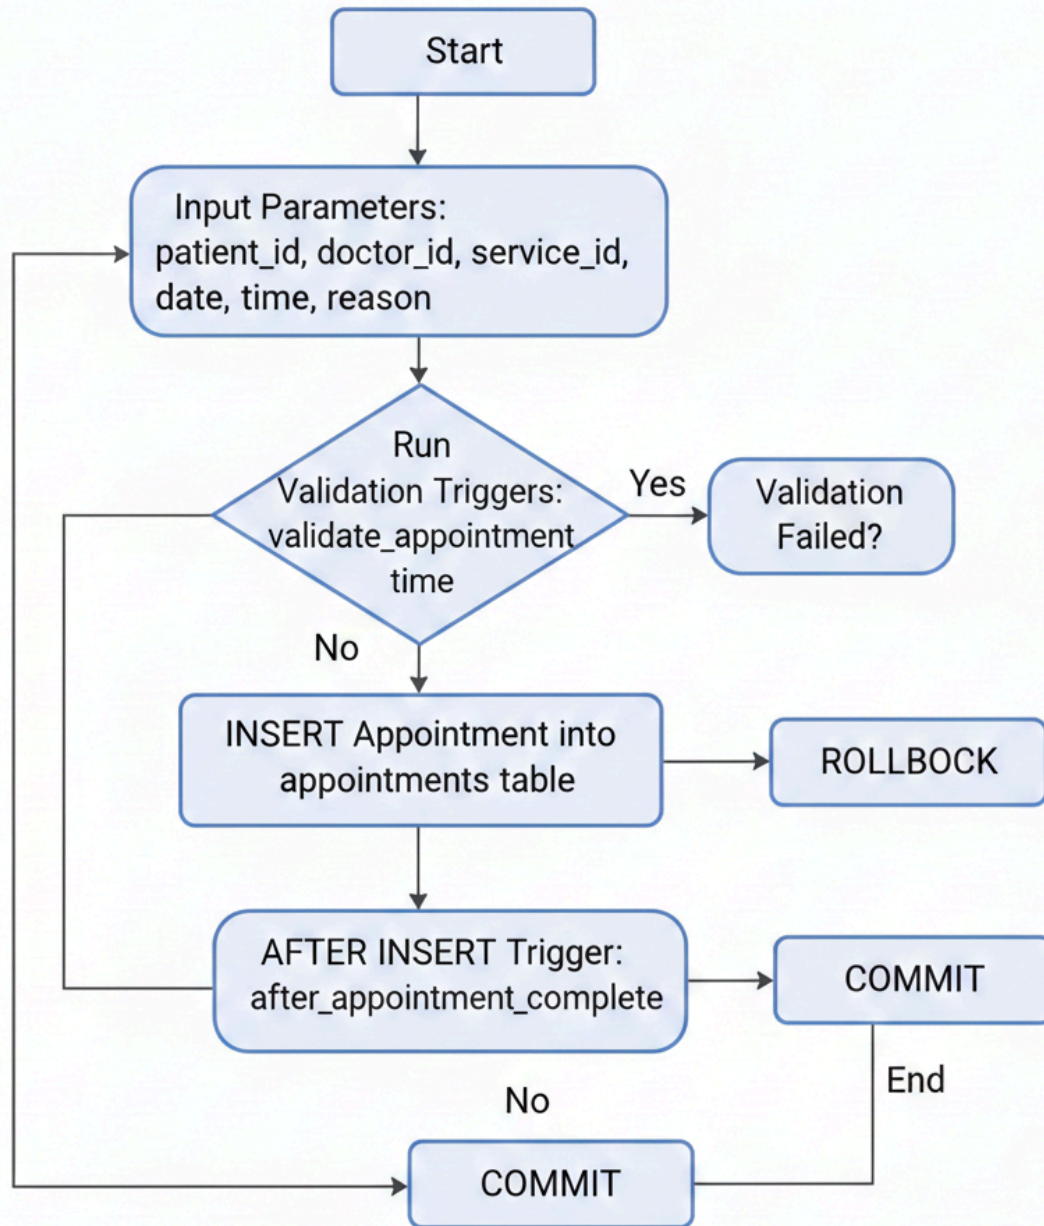 Start
Input Parameters:
patient_id, doctor_id, service_id,
date, time, reason
Run
Validation Triggers:
validate_appointment
time
Yes
Validation
Failed?
No
INSERT Appointment into
appointments table
ROLLBOCK
AFTER INSERT Trigger:
after_appointment_complete
COMMIT
End
No
COMMIT